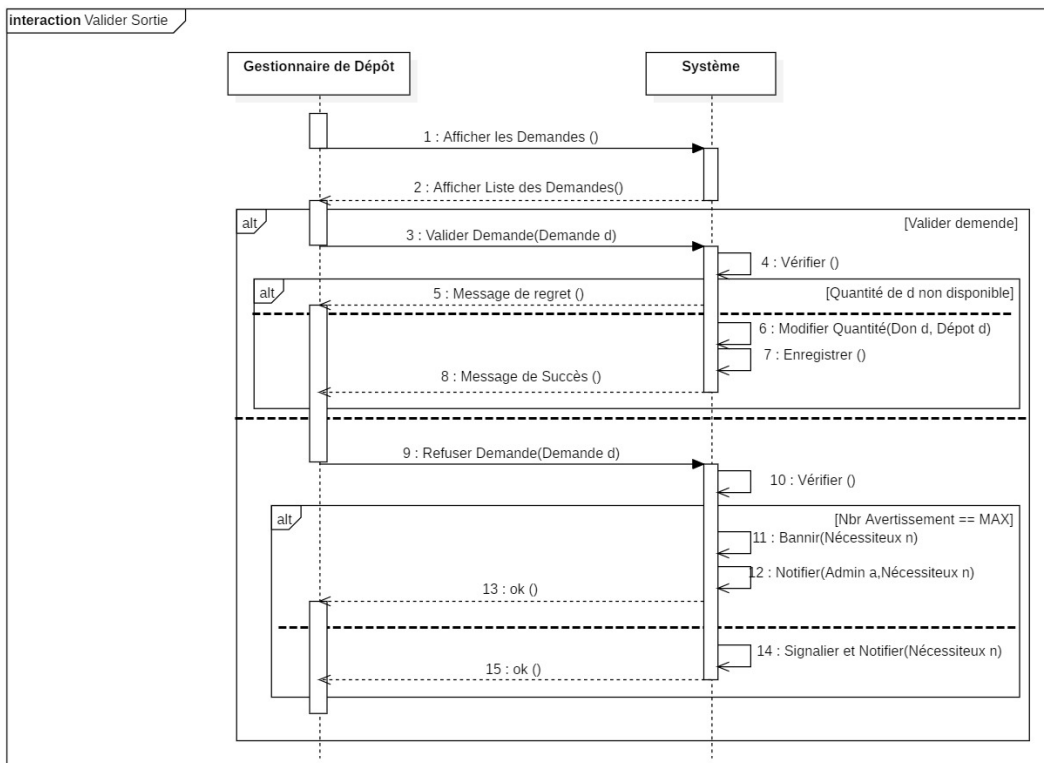 interaction Valider Sortie
Gestionnaire de Dépôt
Système
1 : Afficher les Demandes ()
2 : Afficher Liste des Demandes()
alt
[Valider demende]
3 : Valider Demande(Demande d)
4 : Vérifier ()
alt
[Quantité de d non disponible]
5 : Message de regret ()
6 : Modifier Quantité(Don d, Dépot d)
7 : Enregistrer ()
8 : Message de Succès ()
9 : Refuser Demande(Demande d)
10 : Vérifier ()
alt
[Nbr Avertissement == MAX]
11 : Bannir(Nécessiteux n)
12 : Notifier(Admin a,Nécessiteux n)
13 : ok ()
14 : Signalier et Notifier(Nécessiteux n)
15 : ok ()